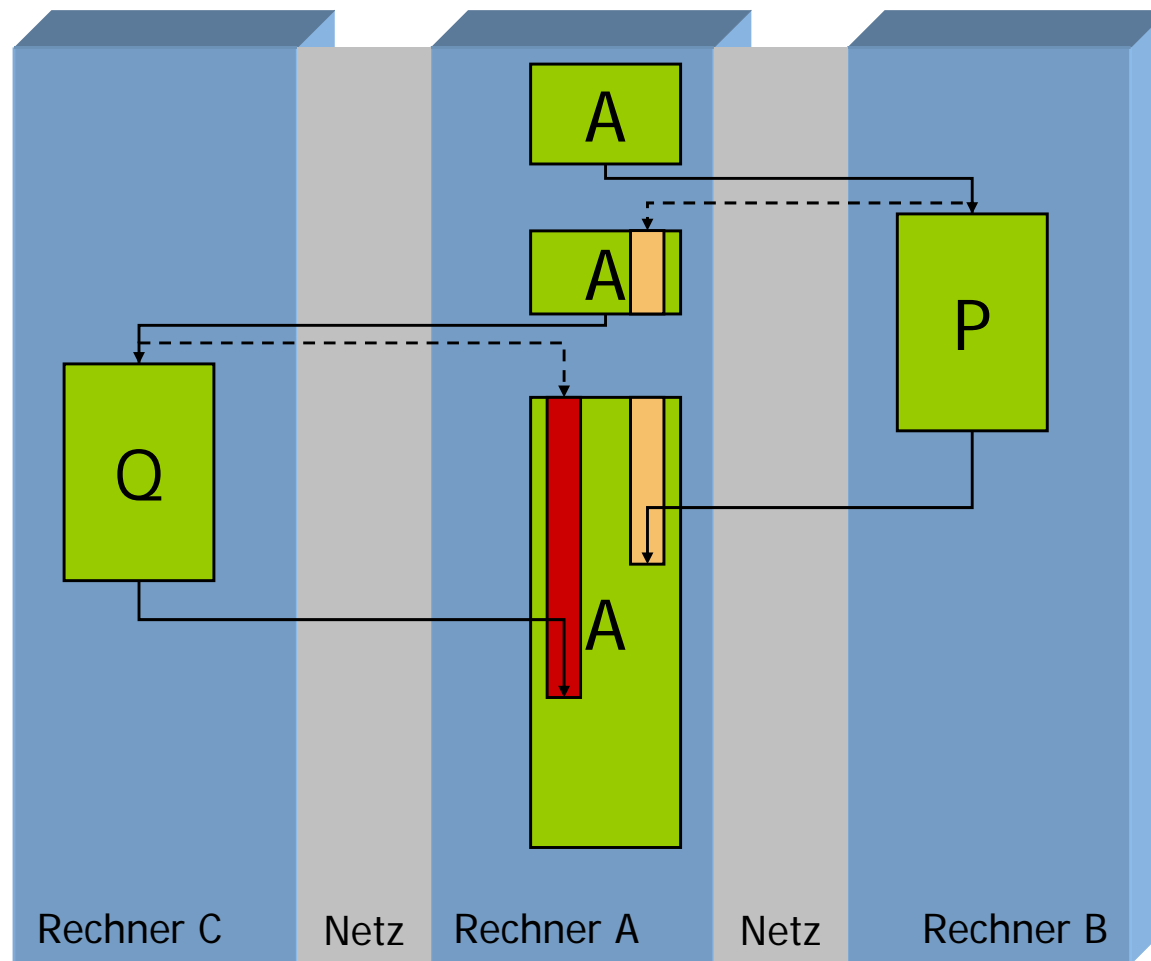 A
A
P
Q
A
Rechner C
Netz
Rechner A
Netz
Rechner B